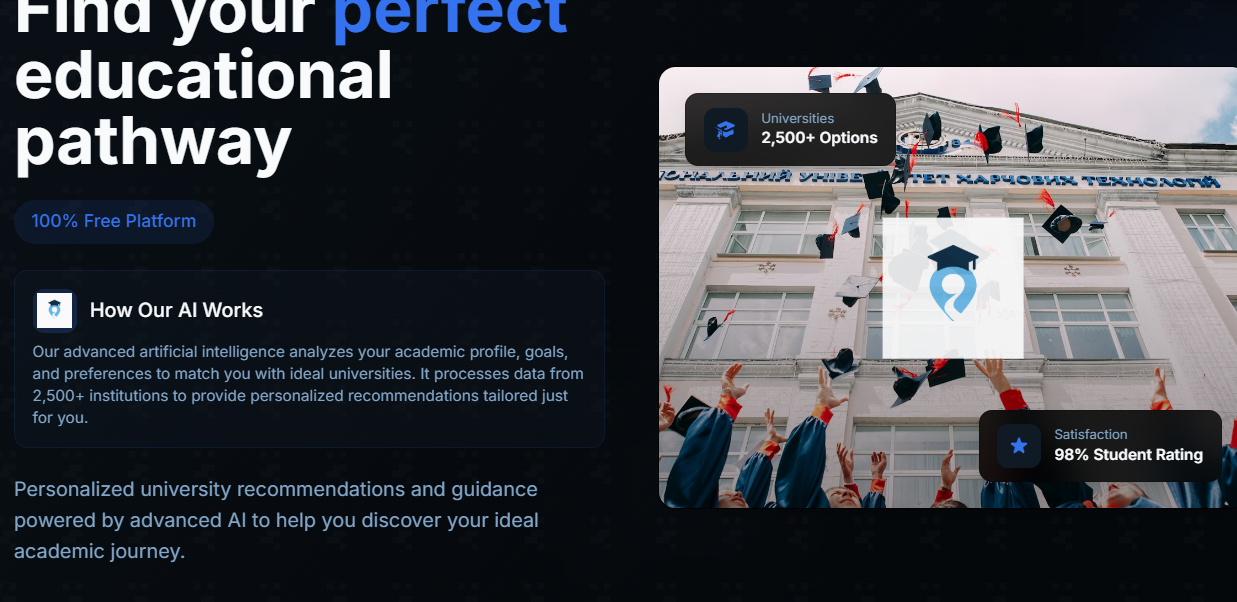 Find your perfect
educational
pathway
100% Free Platform
How Our AI Works
Our advanced artificial intelligence analyzes your academic profile, goals,
and preferences to match you with ideal universities. It processes data from
2,500+ institutions to provide personalized recommendations tailored just
for you.
Personalized university recommendations and guidance
powered by advanced AI to help you discover your ideal
academic journey.
Universities
2,500+ Options
ХАРЧОВИХ ТЕХНОЛОГІЙ
Satisfaction
98% Student Rating